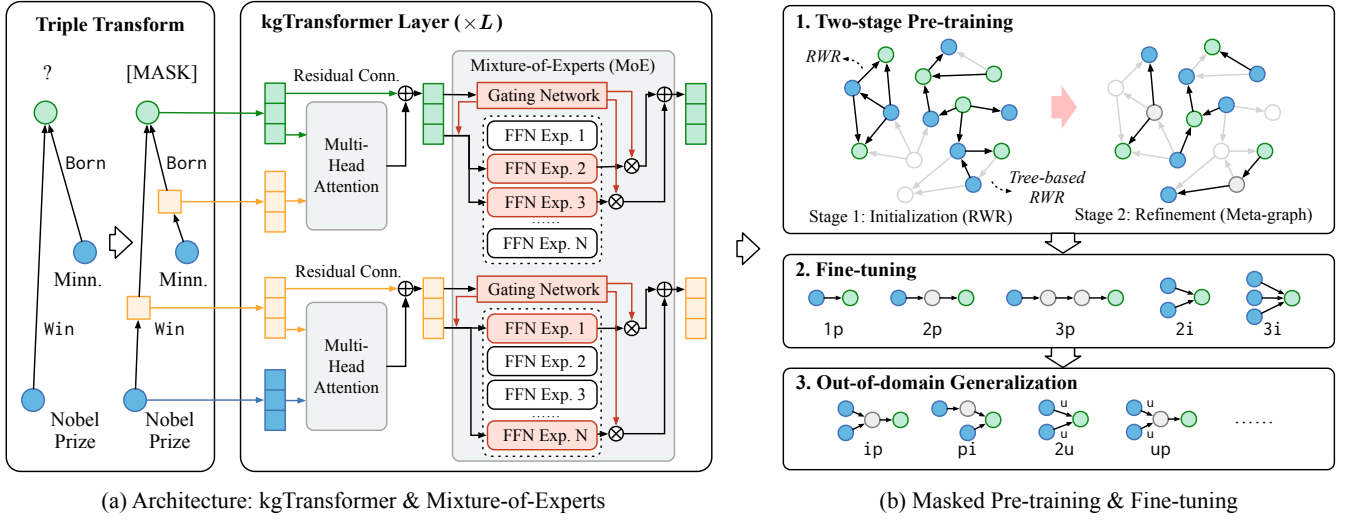 Triple Transform
?
[MASK]
Born
Born
Minn.
Minn.
Win
Win
Nobel
Prize
Nobel
Prize
kgTransformer Layer (×L)
Residual Conn.
Multi-
Head
Attention
Mixture-of-Experts (MoE)
Gating Network
FFN Exp. 1
FFN Exp. 2
FFN Exp. 3
......
FFN Exp. N
Residual Conn.
Multi-
Head
Attention
Gating Network
FFN Exp. 1
FFN Exp. 2
FFN Exp. 3
......
FFN Exp. N
(a) Architecture: kgTransformer & Mixture-of-Experts
1. Two-stage Pre-training
RWR
Tree-based
RWR
Stage 1: Initialization (RWR)
Stage 2: Refinement (Meta-graph)
2. Fine-tuning
1p
2p
3p
2i
3i
3. Out-of-domain Generalization
u
u
u
u
......
ip
pi
2u
up
(b) Masked Pre-training & Fine-tuning